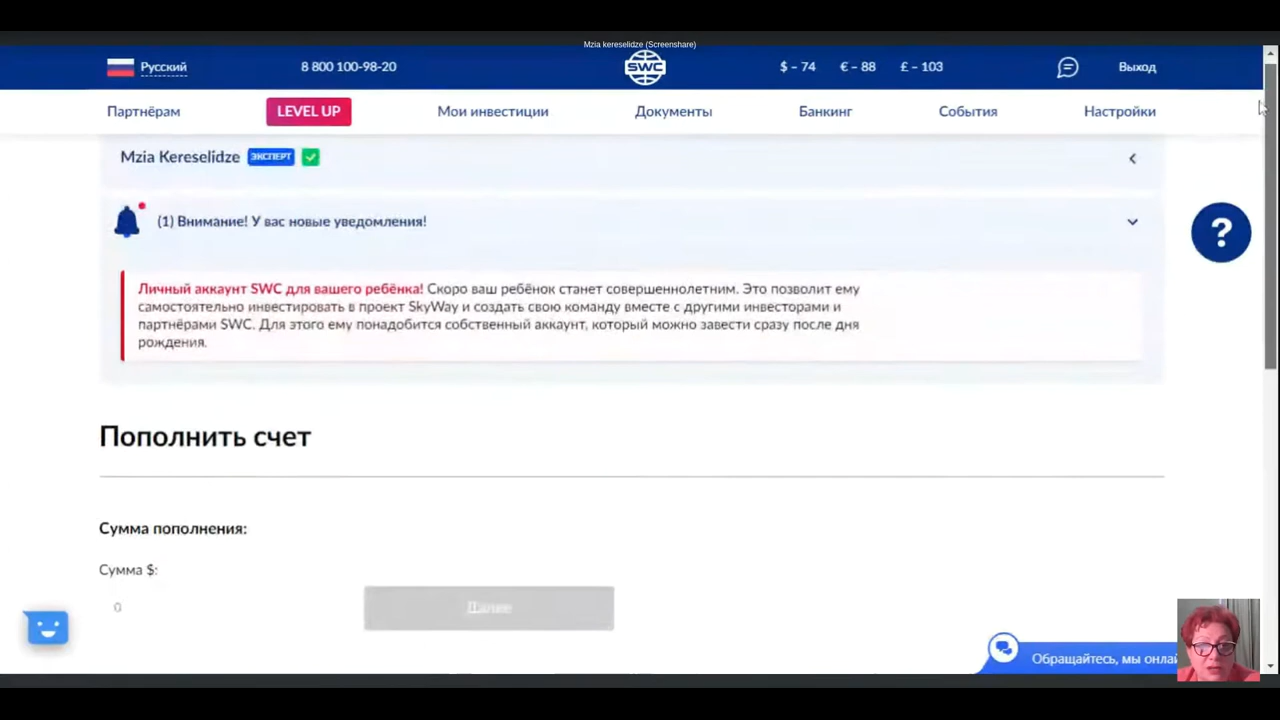 Mzia kereselidze (Screenshare)
Русский
8 800 100-98-20
SWC
$ – 74
€ – 88
£ – 103
Выход
Партнёрам
LEVEL UP
Мои инвестиции
Документы
Банкинг
События
Настройки
Mzia Kereselidze ЭКСПЕРТ
(1) Внимание! У вас новые уведомления!
Личный аккаунт SWC для вашего ребёнка! Скоро ваш ребёнок станет совершеннолетним. Это позволит ему
самостоятельно инвестировать в проект SkyWay и создать свою команду вместе с другими инвесторами и
партнёрами SWC. Для этого ему понадобится собственный аккаунт, который можно завести сразу после дня
рождения.
?
Пополнить счет
Сумма пополнения:
Сумма $:
0
Далее
Обращайтесь, мы онлай